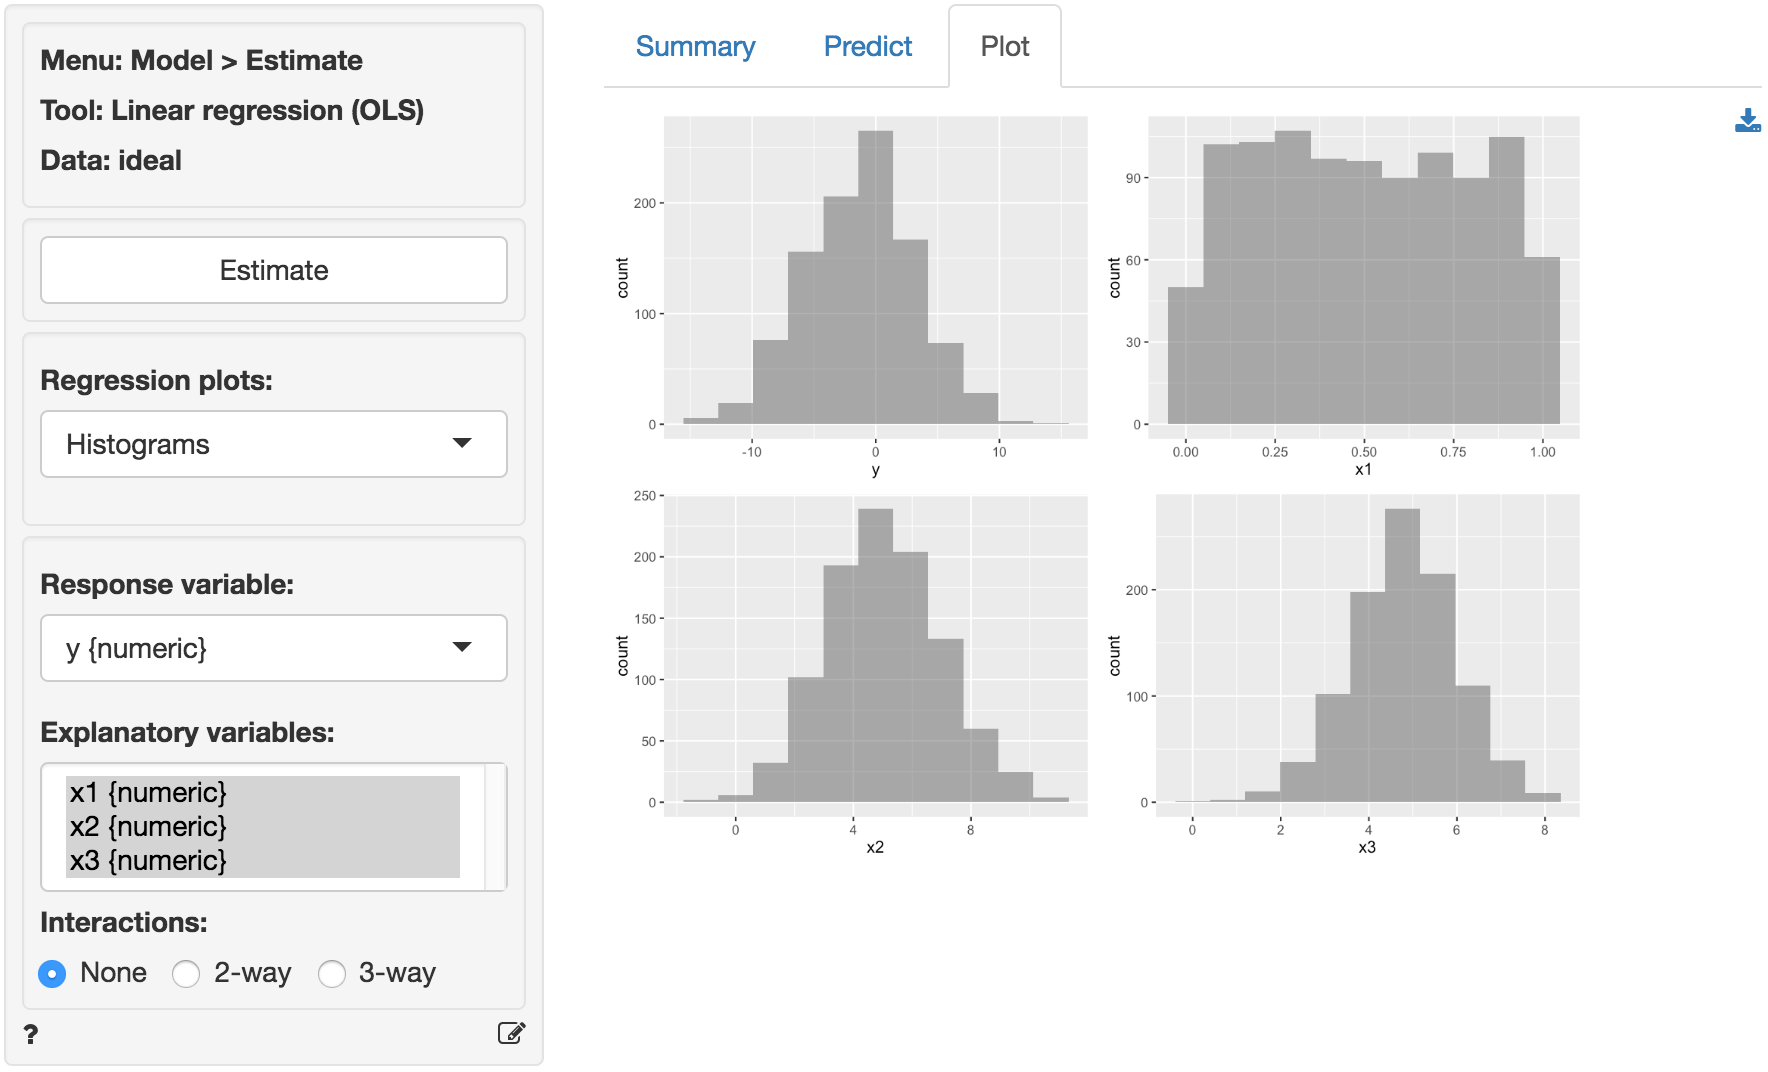 Menu: Model > Estimate
Tool: Linear regression (OLS)
Data: ideal
Estimate
Regression plots:
Histograms
Response variable:
y {numeric}
Explanatory variables:
x1 {numeric}
x2 {numeric}
x3 {numeric}
Interactions:
None 2-way 3-way
?
Summary Predict Plot
count
200
100
0
-10 0 10
y
count
90
60
30
0
0.00 0.25 0.50 0.75 1.00
x1
count
250
200
150
100
50
0
0 4 8
x2
count
200
100
0
0 2 4 6 8
x3